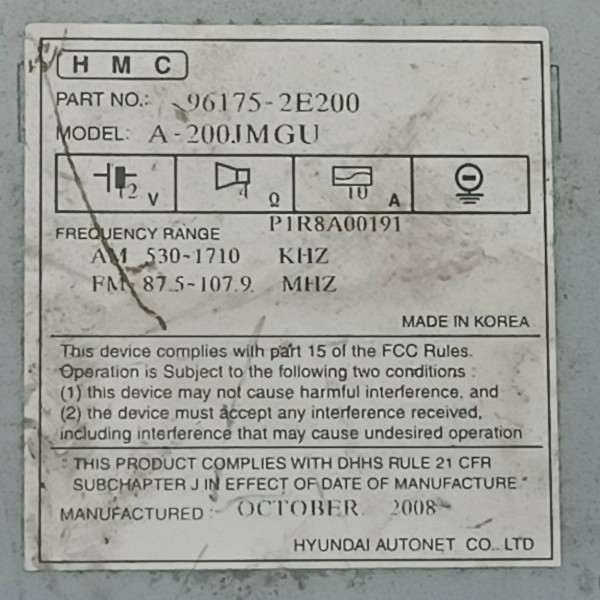 HMC
PART NO.: 96175-2E200
MODEL: A-200JMGU
12 V 4 Ω 10 A
P1R8A00191
FREQUENCY RANGE
AM 530~1710 KHZ
FM 87.5~107.9 MHZ
MADE IN KOREA
This device complies with part 15 of the FCC Rules.
Operation is Subject to the following two conditions :
(1) this device may not cause harmful interference, and
(2) the device must accept any interference received,
including interference that may cause undesired operation
THIS PRODUCT COMPLIES WITH DHHS RULE 21 CFR
SUBCHAPTER J IN EFFECT OF DATE OF MANUFACTURE
MANUFACTURED : OCTOBER 2008
HYUNDAI AUTONET CO., LTD